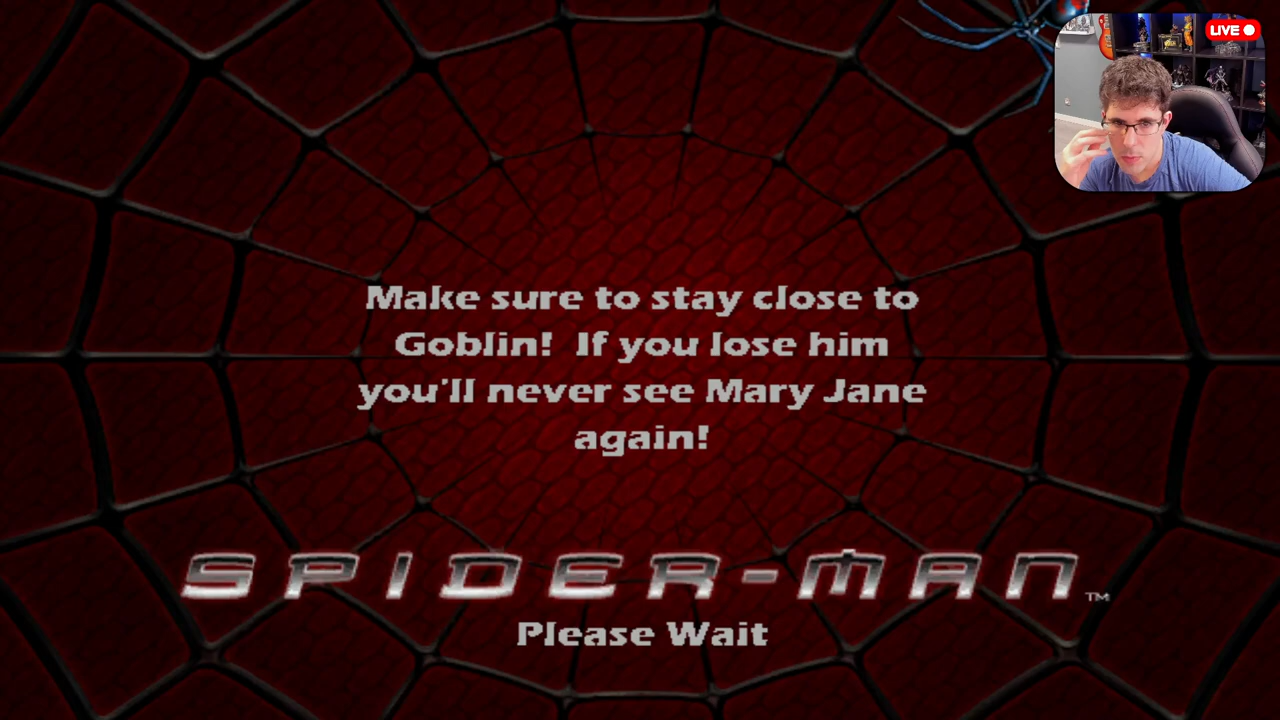 LIVE
Make sure to stay close to
Goblin!  If you lose him
you'll never see Mary Jane
again!
SPIDER-MAN™
Please Wait